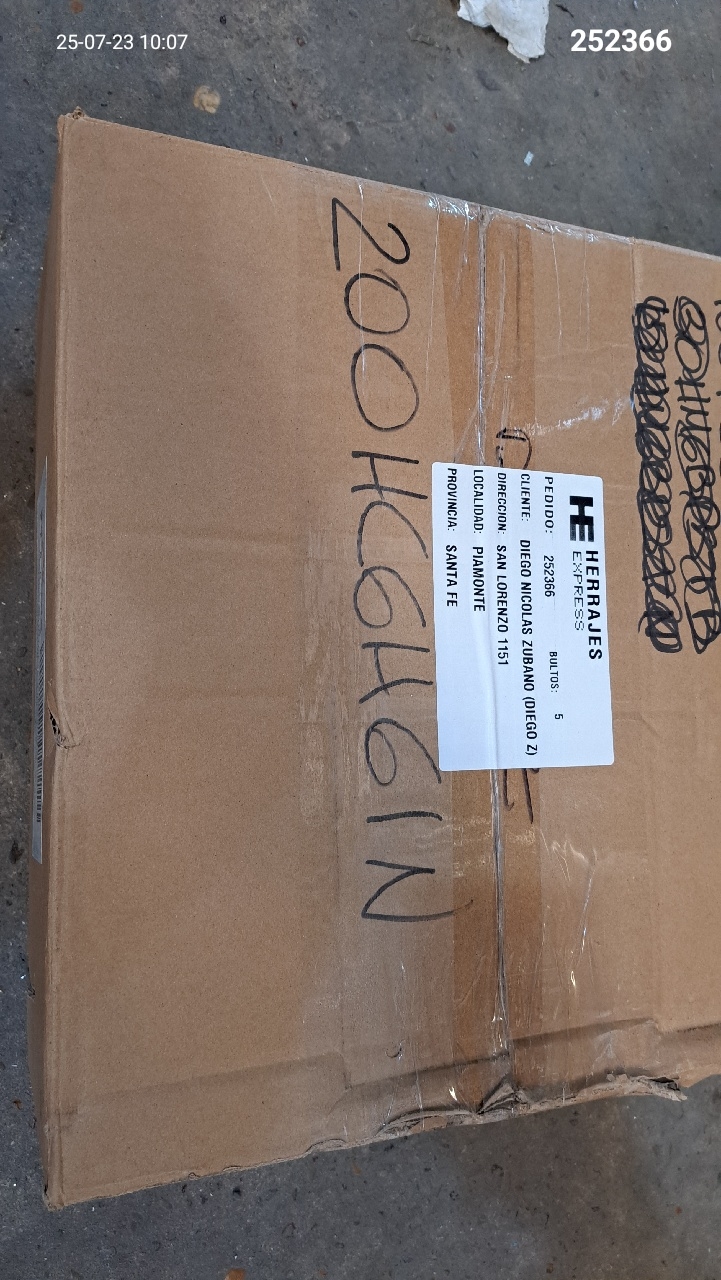 25-07-23 10:07
252366
HE HERRAJES
EXPRESS
PEDIDO: 252366 BULTOS: 5
CLIENTE: DIEGO NICOLAS ZUBANO (DIEGO Z)
DIRECCION: SAN LORENZO 1151
LOCALIDAD: PIAMONTE
PROVINCIA: SANTA FE
200HC6H61N